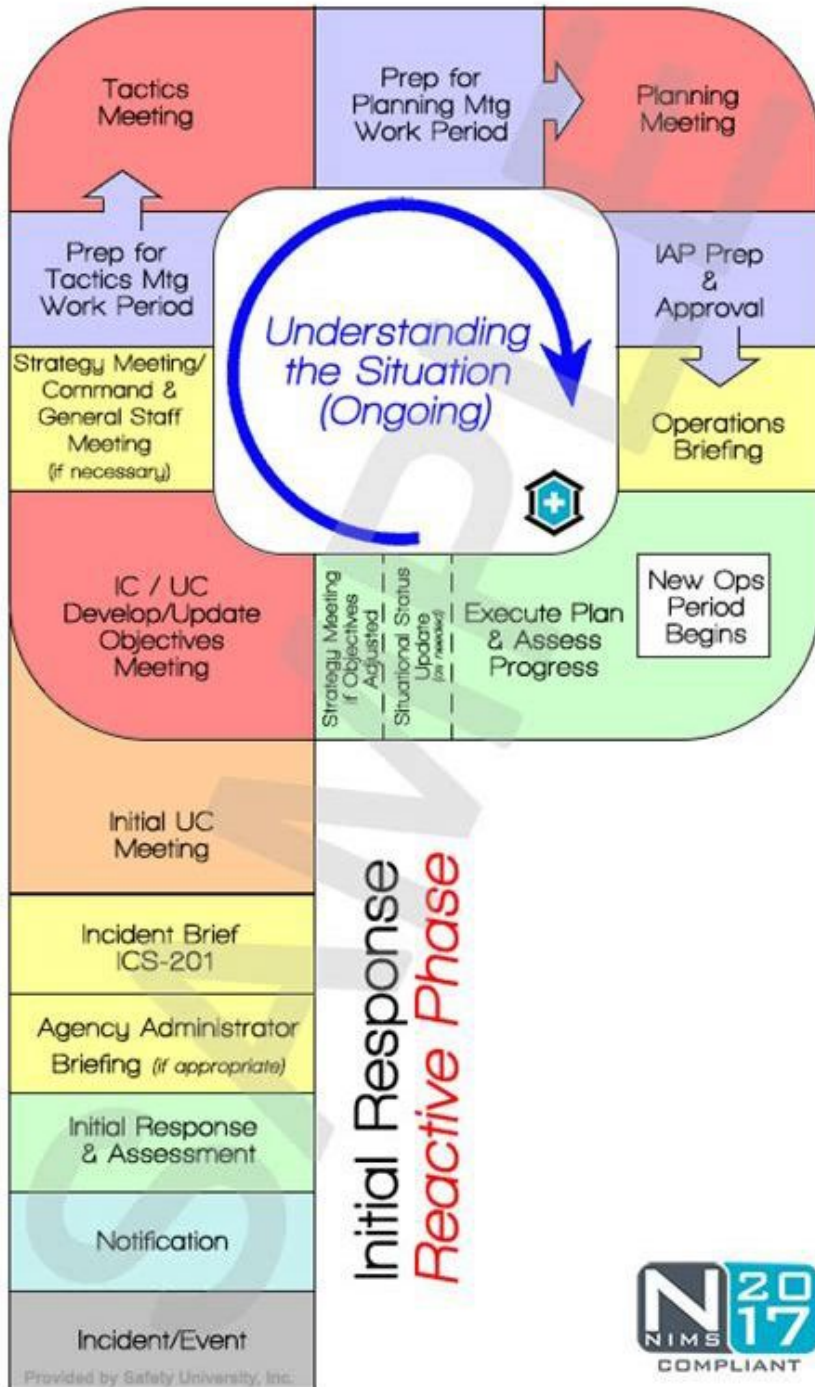 Tactics
Meeting
Prep for
Planning Mtg
Work Period
Planning
Meeting
Prep for
Tactics Mtg
Work Period
IAP Prep
&
Approval
Strategy Meeting/
Command &
General Staff
Meeting
(if necessary)
Understanding
the Situation
(Ongoing)
Operations
Briefing
IC / UC
Develop/Update
Objectives
Meeting
Strategy Meeting
if Objectives
Adjusted
Situational Status
Update
(as needed)
Execute Plan
& Assess
Progress
New Ops
Period
Begins
Initial UC
Meeting
Incident Brief
ICS-201
Agency Administrator
Briefing (if appropriate)
Initial Response
& Assessment
Notification
Incident/Event
Provided by Safety University, Inc.
Initial Response
Reactive Phase
SAMPLE
N
NIMS
20
17
COMPLIANT